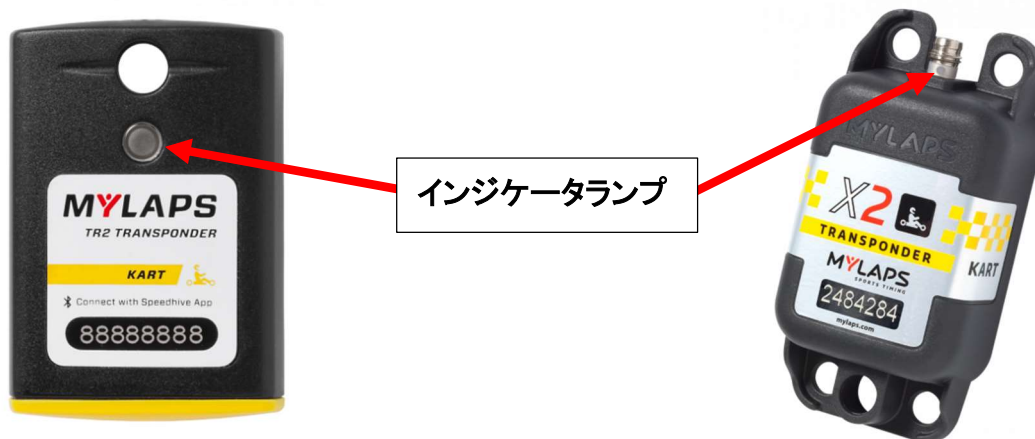 MYLAPS
TR2 TRANSPONDER
KART
Connect with Speedhive App
88888888
インジケータランプ
MYLAPS
X2
TRANSPONDER
KART
MYLAPS
SPORTS TIMING
2484284
mylaps.com